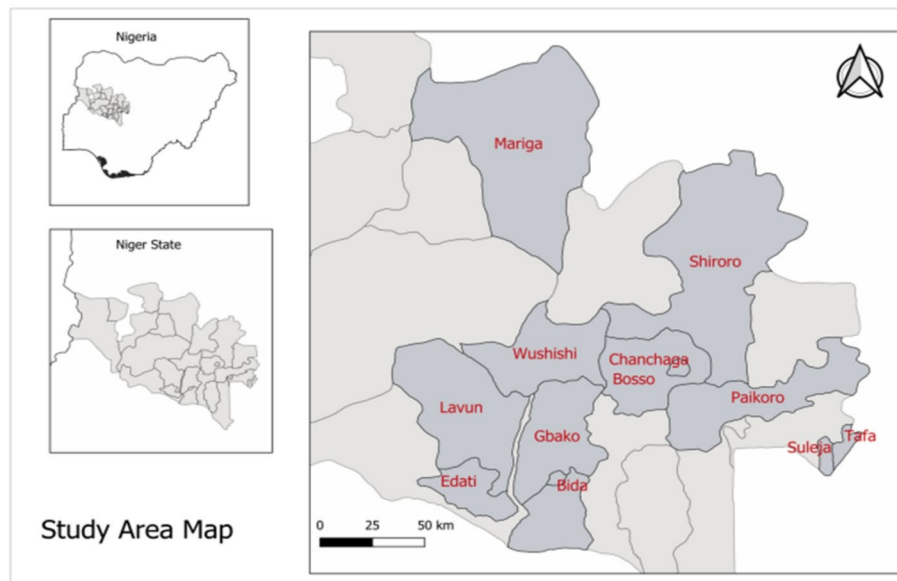 Nigeria
Niger State
Study Area Map
Mariga
Shiroro
Wushishi
Chanchaga
Bosso
Lavun
Paikoro
Gbako
Suleja
Tafa
Edati
Bida
0 25 50 km